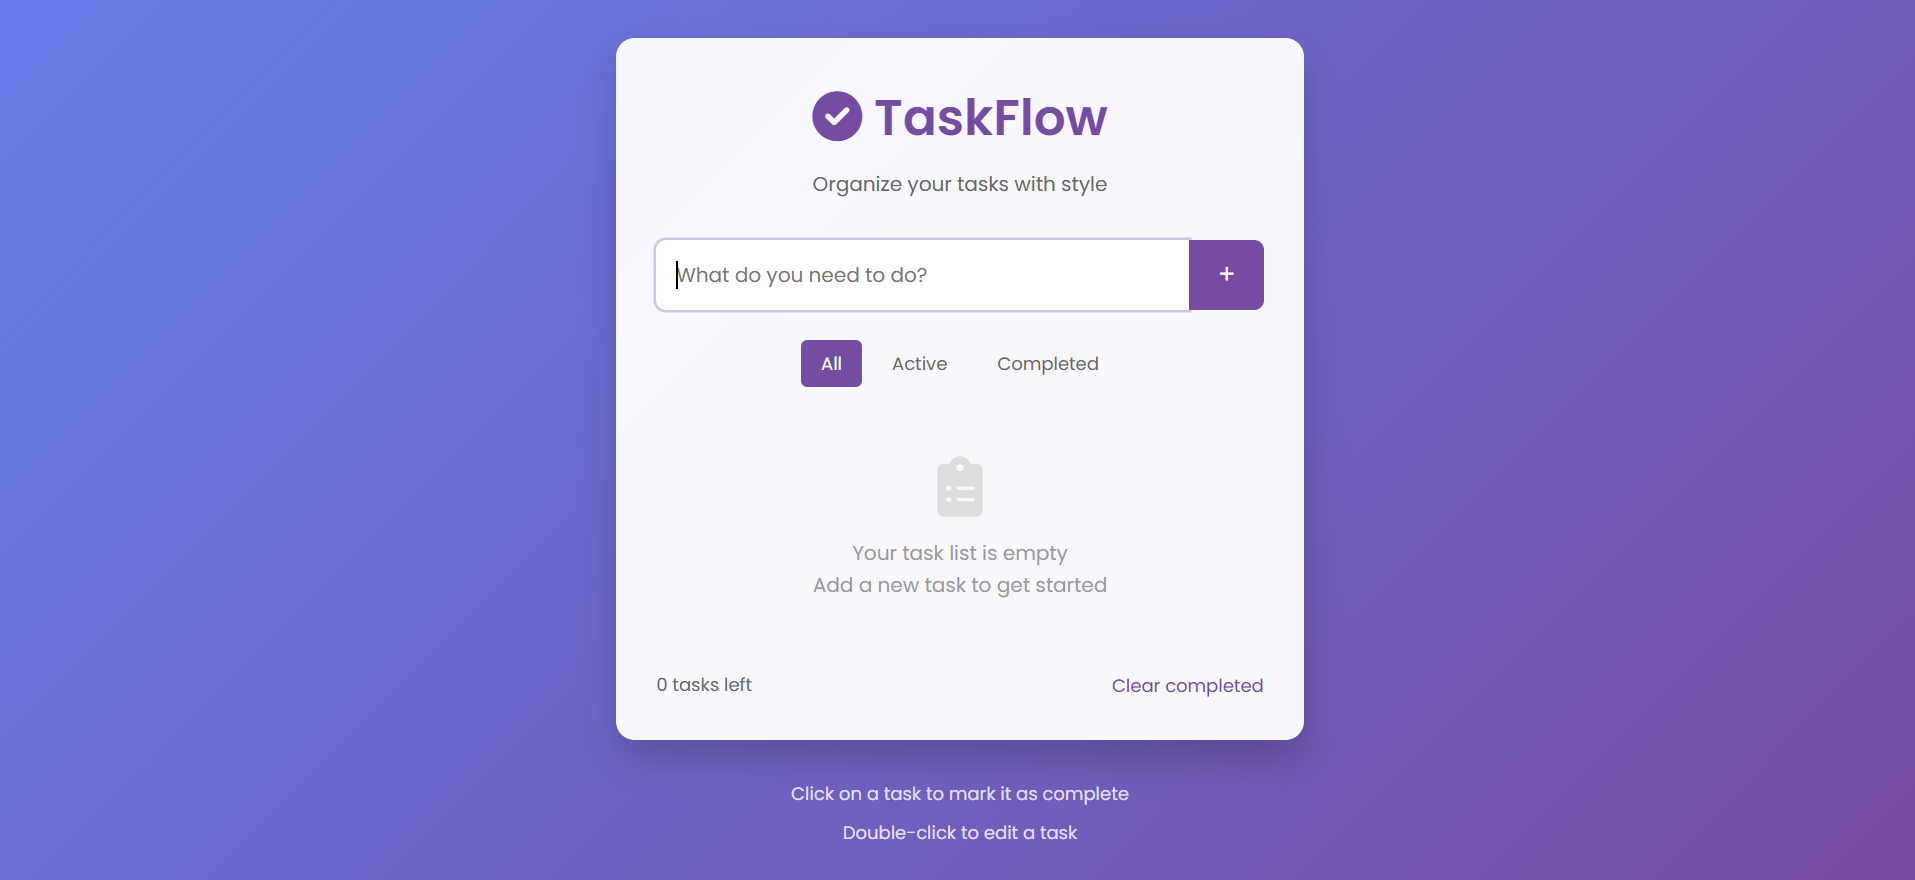 TaskFlow
Organize your tasks with style
What do you need to do?
+
All Active Completed
Your task list is empty
Add a new task to get started
0 tasks left Clear completed
Click on a task to mark it as complete
Double-click to edit a task